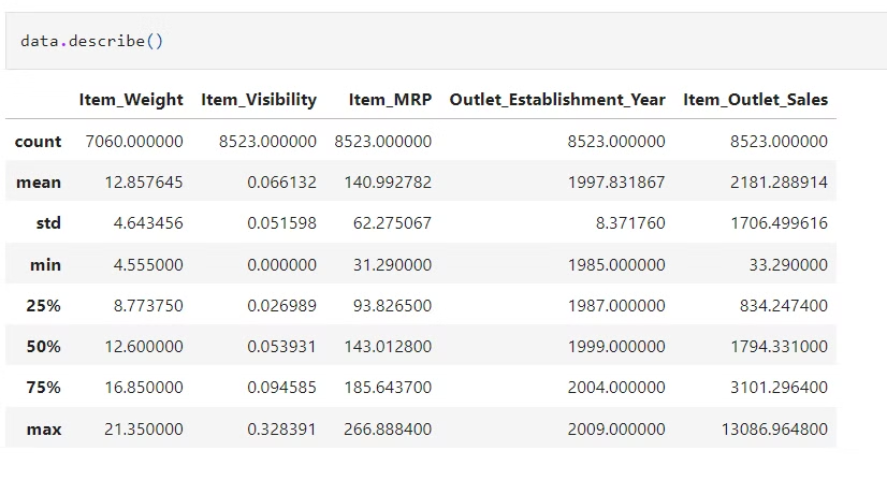 data.describe()
Item_Weight Item_Visibility Item_MRP Outlet_Establishment_Year Item_Outlet_Sales
count 7060.000000 8523.000000 8523.000000 8523.000000 8523.000000
mean 12.857645 0.066132 140.992782 1997.831867 2181.288914
std 4.643456 0.051598 62.275067 8.371760 1706.499616
min 4.555000 0.000000 31.290000 1985.000000 33.290000
25% 8.773750 0.026989 93.826500 1987.000000 834.247400
50% 12.600000 0.053931 143.012800 1999.000000 1794.331000
75% 16.850000 0.094585 185.643700 2004.000000 3101.296400
max 21.350000 0.328391 266.888400 2009.000000 13086.964800